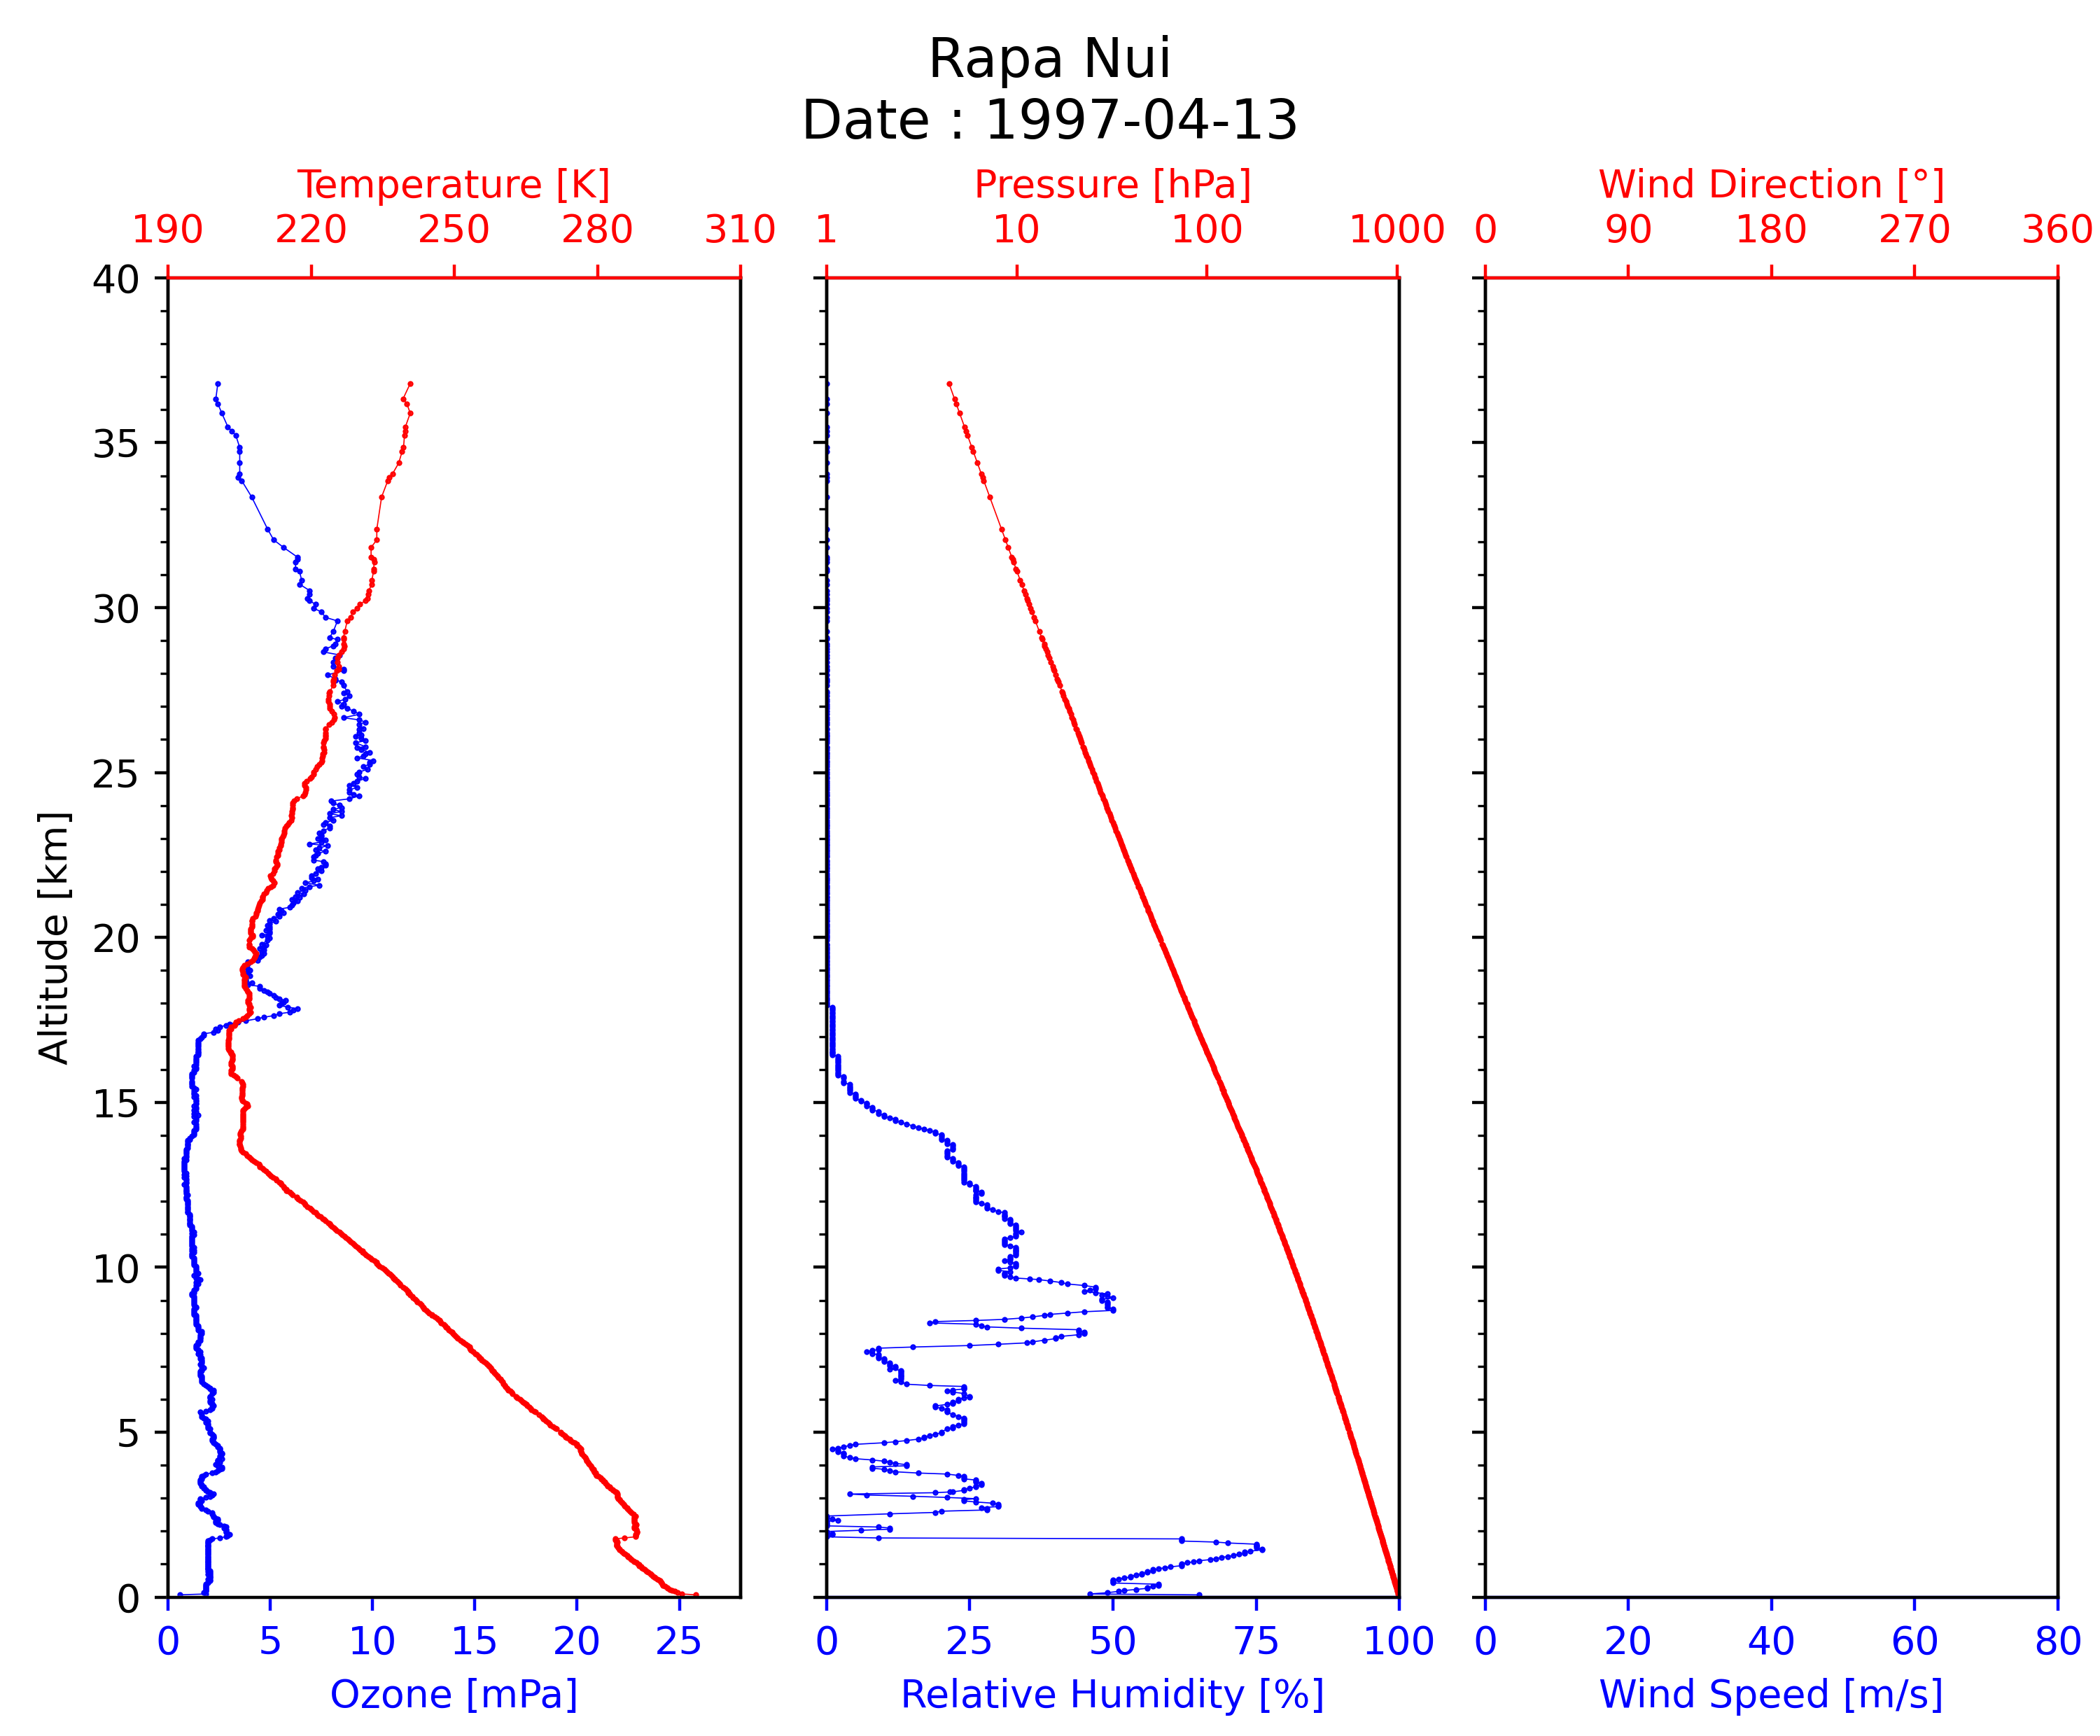 Rapa Nui
Date : 1997-04-13
Temperature [K]
190 220 250 280 310
Pressure [hPa]
1 10 100 1000
Wind Direction [°]
0 90 180 270 360
Altitude [km]
40
35
30
25
20
15
10
5
0
0 5 10 15 20 25
Ozone [mPa]
0 25 50 75 100
Relative Humidity [%]
0 20 40 60 80
Wind Speed [m/s]